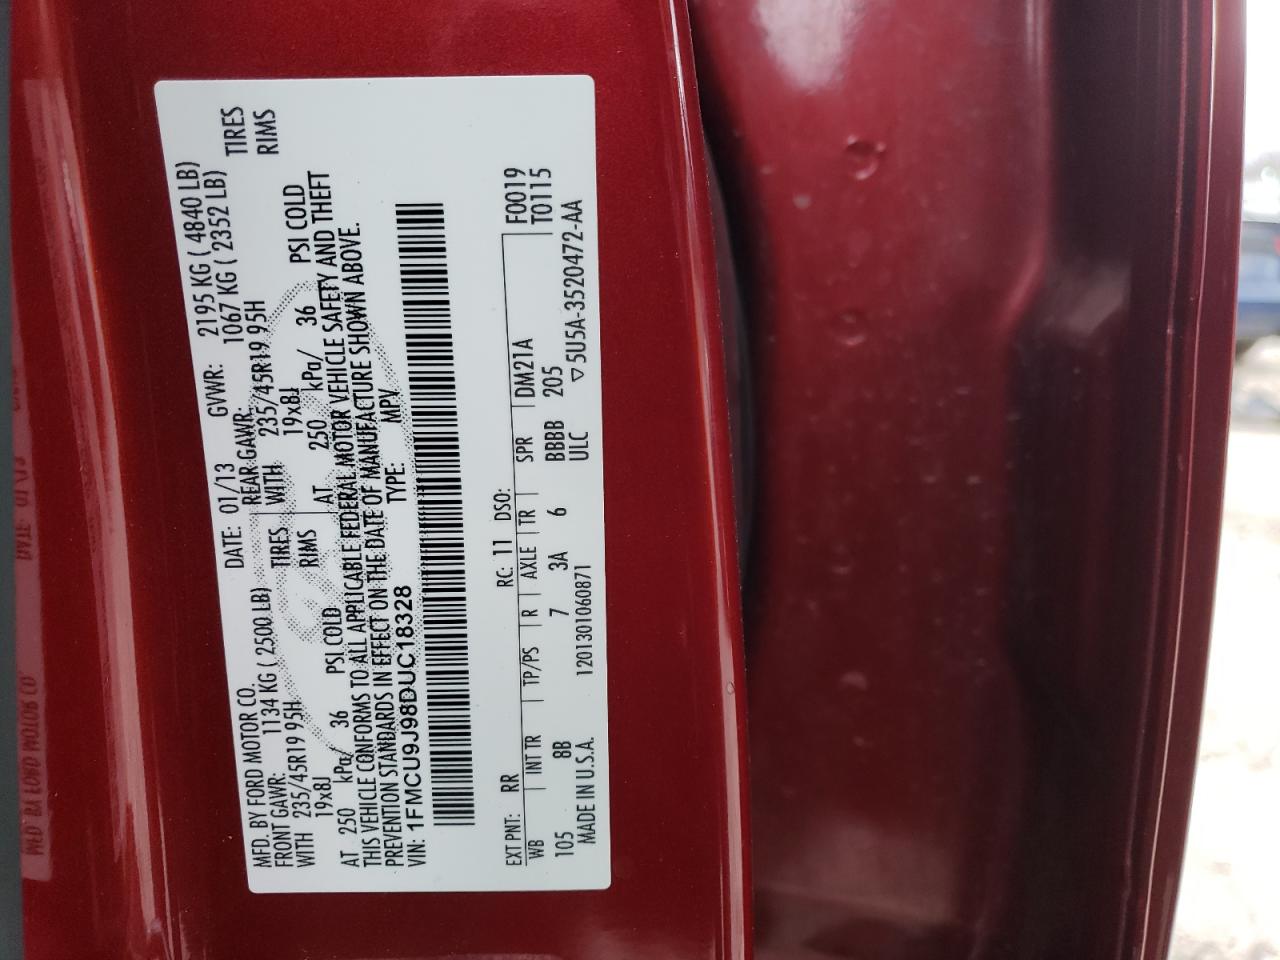 MFD. BY FORD MOTOR CO.
DATE: 01/13 GVWR: 2195 KG ( 4840 LB)
FRONT GAWR: 1134 KG ( 2500 LB) REAR GAWR: 1067 KG ( 2352 LB)
WITH 235/45R19 95H TIRES WITH 235/45R19 95H TIRES
19x8J RIMS 19x8J RIMS
AT 250 kPa/ 36 PSI COLD AT 250 kPa/ 36 PSI COLD
THIS VEHICLE CONFORMS TO ALL APPLICABLE FEDERAL MOTOR VEHICLE SAFETY AND THEFT
PREVENTION STANDARDS IN EFFECT ON THE DATE OF MANUFACTURE SHOWN ABOVE.
VIN: 1FMCU9J98DUC18328 TYPE: MPV
EXT PNT: RR RC: 11 DSO: F0019
WB INT TR TP/PS R AXLE TR SPR DM21A T0115
105 8B 7 3A 6 BBBB 205
ULC
MADE IN U.S.A. 1201301060871 ▽5U5A-3520472-AA